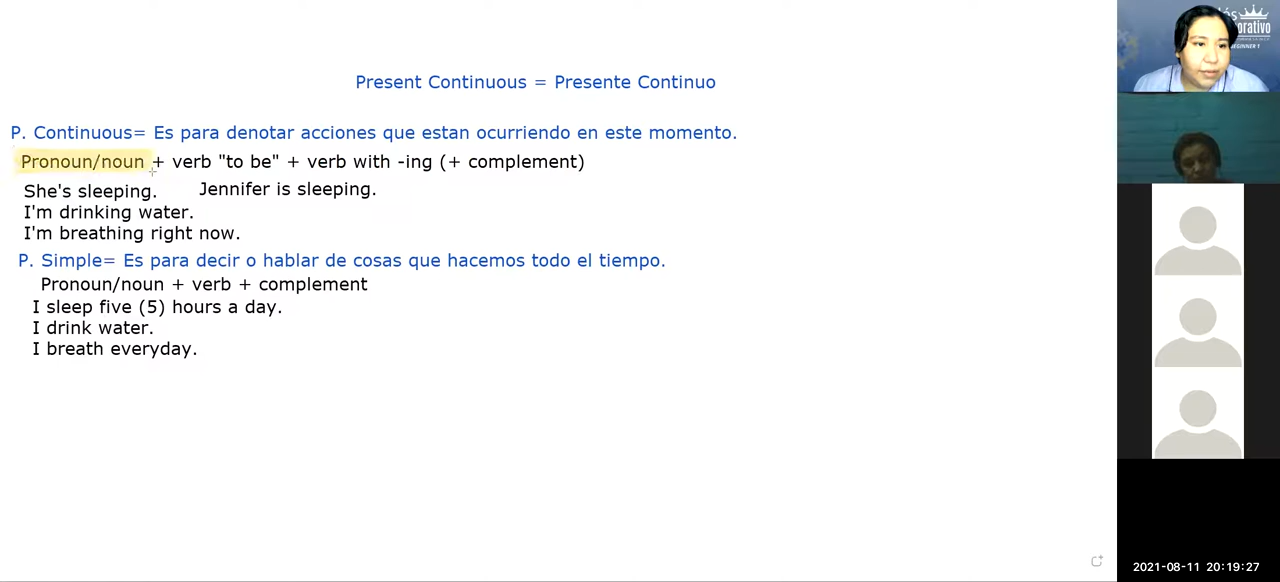 Present Continuous = Presente Continuo
P. Continuous= Es para denotar acciones que estan ocurriendo en este momento.
Pronoun/noun + verb "to be" + verb with -ing (+ complement)
She's sleeping. Jennifer is sleeping.
I'm drinking water.
I'm breathing right now.
P. Simple= Es para decir o hablar de cosas que hacemos todo el tiempo.
Pronoun/noun + verb + complement
I sleep five (5) hours a day.
I drink water.
I breath everyday.
BEGINNER 1
2021-08-11 20:19:27